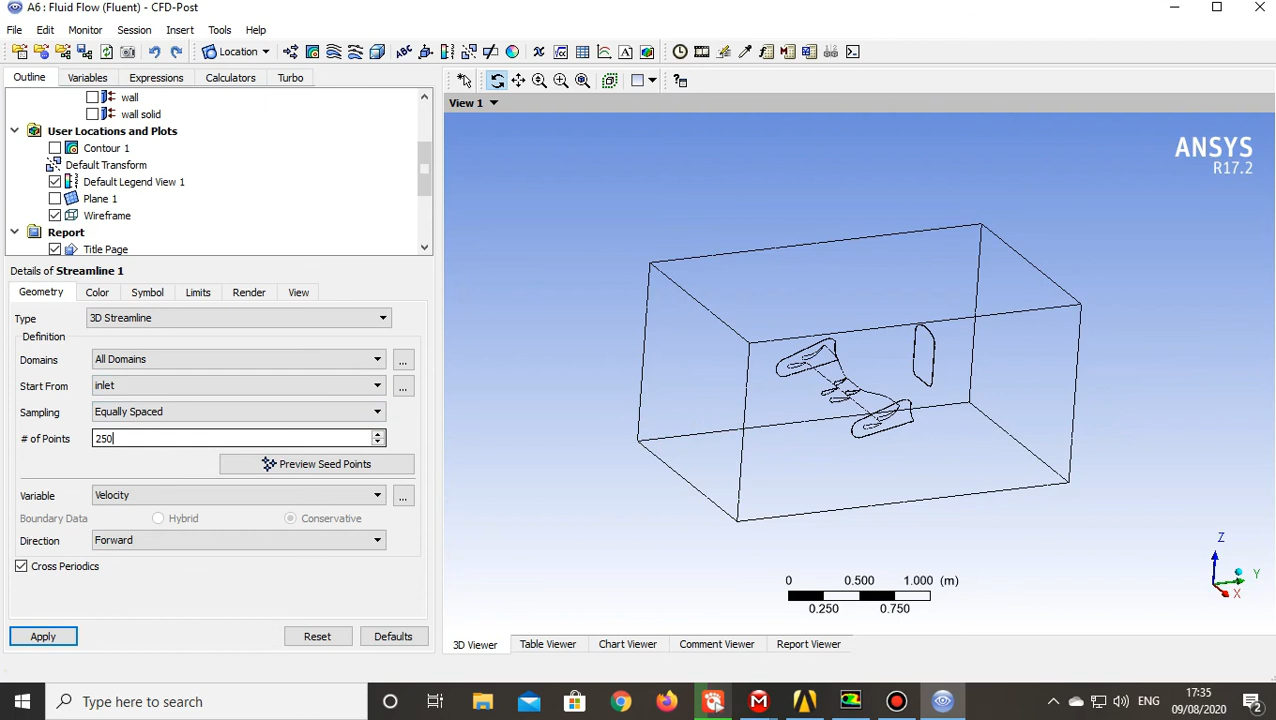 A6 : Fluid Flow (Fluent) - CFD-Post
File Edit Monitor Session Insert Tools Help
Location
Outline Variables Expressions Calculators Turbo
wall
wall solid
User Locations and Plots
Contour 1
Default Transform
Default Legend View 1
Plane 1
Wireframe
Report
Title Page
Details of Streamline 1
Geometry Color Symbol Limits Render View
Type 3D Streamline
Definition
Domains All Domains ...
Start From inlet ...
Sampling Equally Spaced
# of Points 250
Preview Seed Points
Variable Velocity ...
Boundary Data Hybrid Conservative
Direction Forward
Cross Periodics
Apply Reset Defaults
View 1
ANSYS
R17.2
Z
Y
X
0 0.500 1.000 (m)
0.250 0.750
3D Viewer Table Viewer Chart Viewer Comment Viewer Report Viewer
Type here to search
ENG
17:35
09/08/2020
2